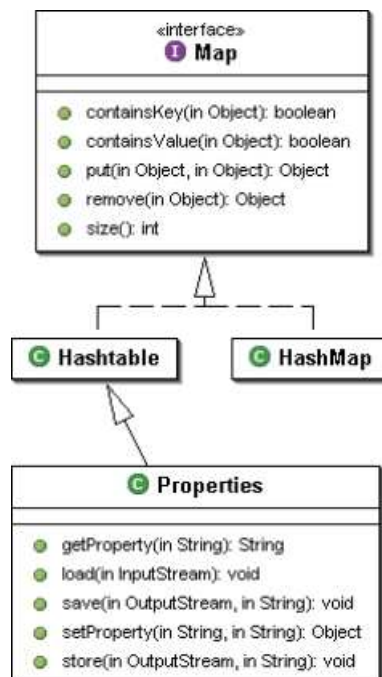 «interface»
I Map
containsKey(in Object): boolean
containsValue(in Object): boolean
put(in Object, in Object): Object
remove(in Object): Object
size(): int
C Hashtable
C HashMap
C Properties
getProperty(in String): String
load(in InputStream): void
save(in OutputStream, in String): void
setProperty(in String, in String): Object
store(in OutputStream, in String): void